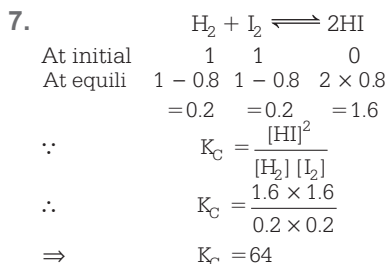 7. H₂ + I₂ ⇌ 2HI
At initial 1 1 0
At equili 1 − 0.8 1 − 0.8 2 × 0.8
=0.2 =0.2 =1.6
∵ K_C = [HI]² / [H₂] [I₂]
∴ K_C = 1.6 × 1.6 / 0.2 × 0.2
⇒ K_C = 64